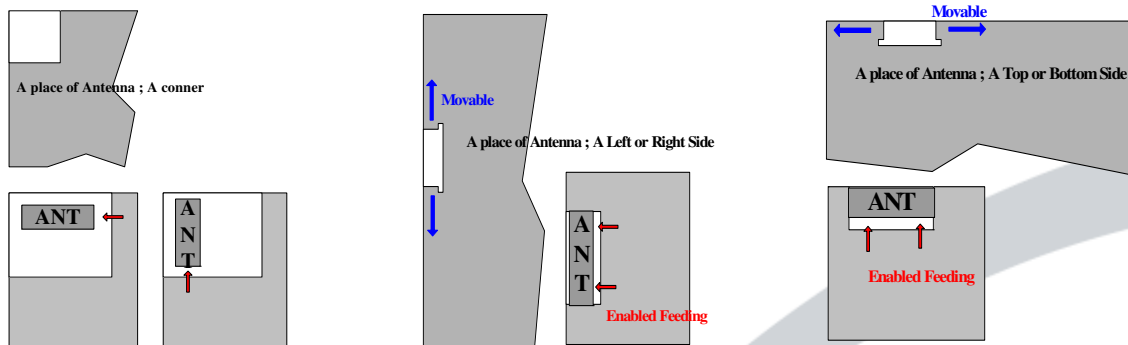 A place of Antenna ; A conner
ANT
A
N
T
Movable
A place of Antenna ; A Left or Right Side
A
N
T
Enabled Feeding
Movable
A place of Antenna ; A Top or Bottom Side
ANT
Enabled Feeding